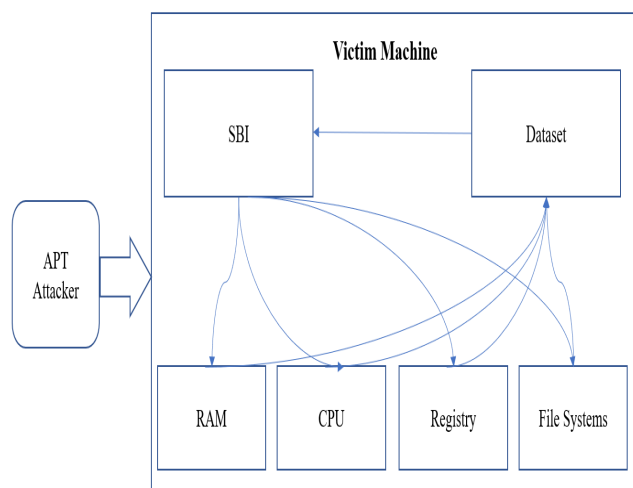 Victim Machine
SBI
Dataset
APT
Attacker
RAM
CPU
Registry
File Systems